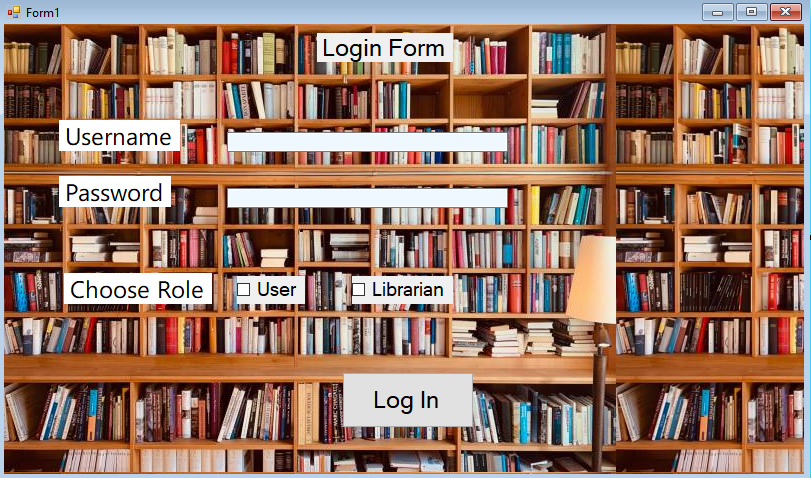 Form1
Login Form
Username
Password
Choose Role
User
Librarian
Log In